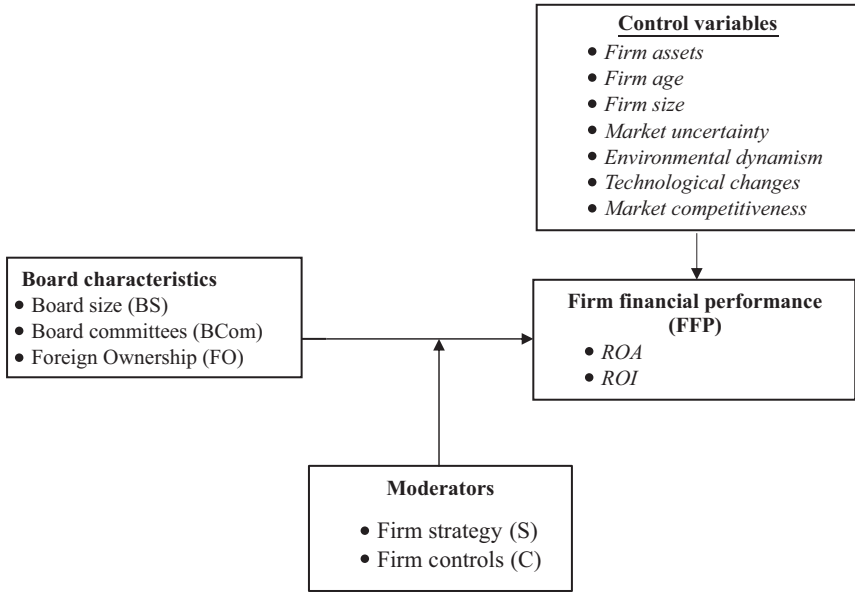 Control variables
• Firm assets
• Firm age
• Firm size
• Market uncertainty
• Environmental dynamism
• Technological changes
• Market competitiveness
Board characteristics
• Board size (BS)
• Board committees (BCom)
• Foreign Ownership (FO)
Firm financial performance
(FFP)
• ROA
• ROI
Moderators
• Firm strategy (S)
• Firm controls (C)